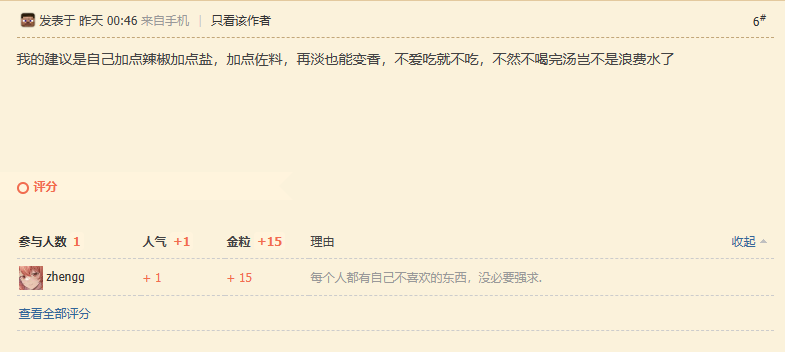 发表于 昨天 00:46 来自手机 | 只看该作者 6#
我的建议是自己加点辣椒加点盐，加点佐料，再淡也能变香，不爱吃就不吃，不然不喝完汤岂不是浪费水了
评分
参与人数 1 人气 +1 金粒 +15 理由 收起
zhengg + 1 + 15 每个人都有自己不喜欢的东西，没必要强求.
查看全部评分